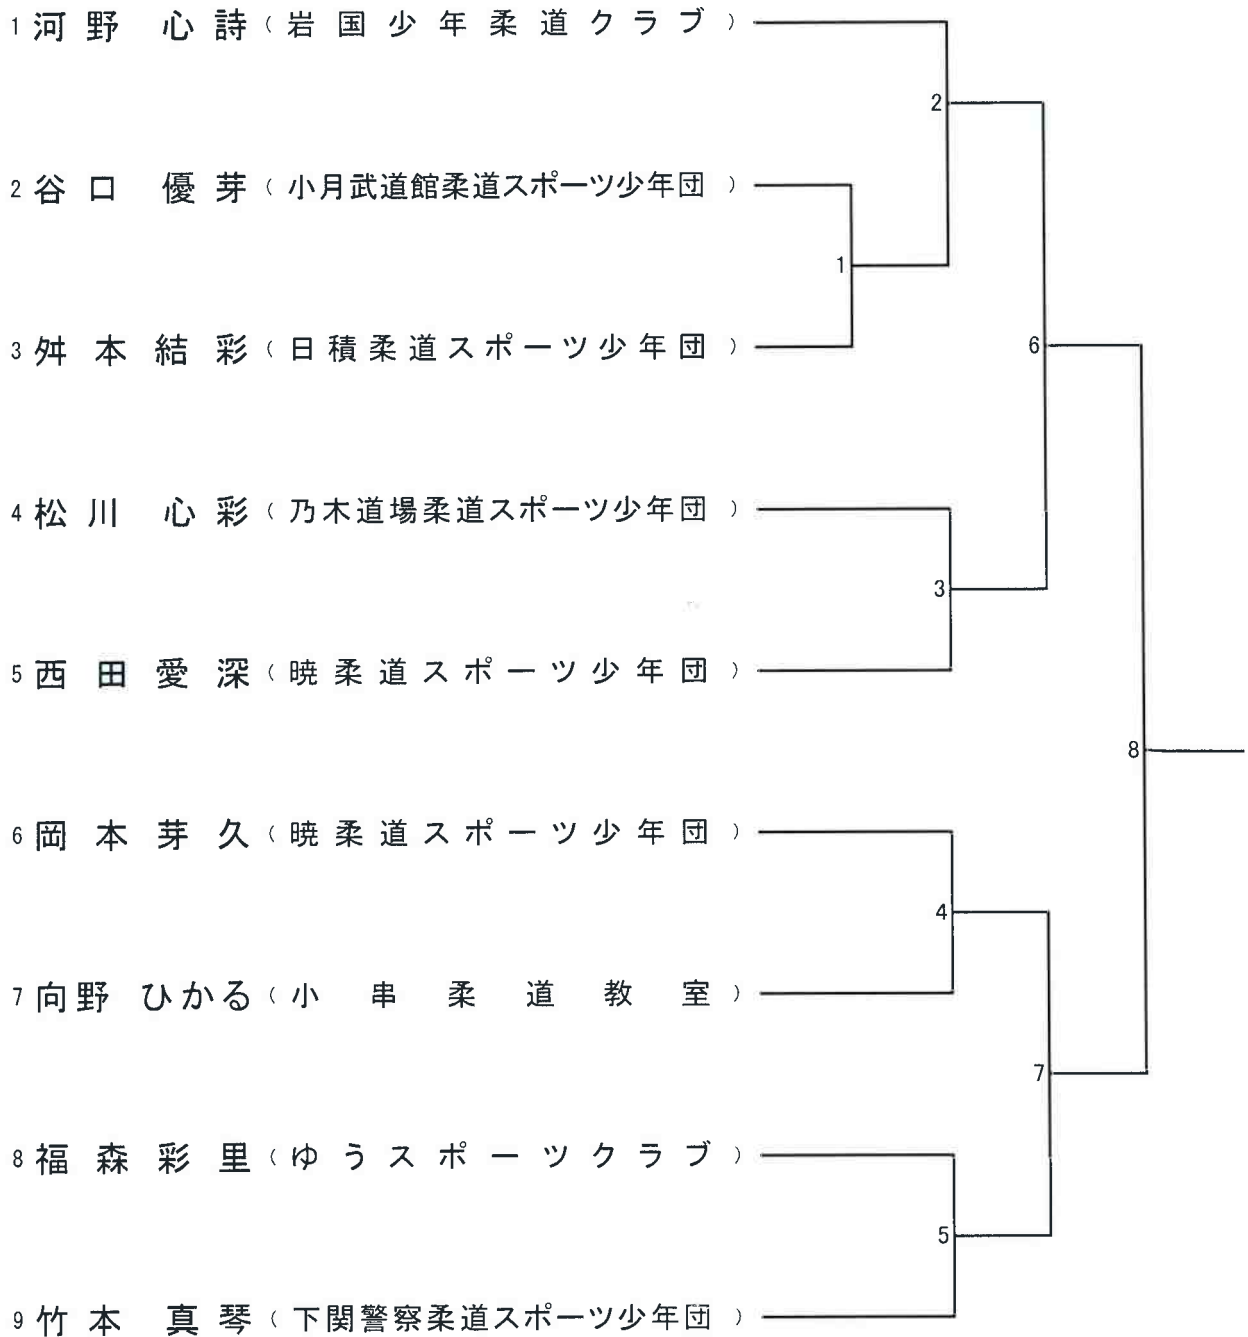 1 河野 心詩 (岩国少年柔道クラブ)
2
2 谷口 優芽 (小月武道館柔道スポーツ少年団)
1
3 舛本 結彩 (日積柔道スポーツ少年団)
6
4 松川 心彩 (乃木道場柔道スポーツ少年団)
3
5 西田 愛深 (暁柔道スポーツ少年団)
8
6 岡本 芽久 (暁柔道スポーツ少年団)
4
7 向野 ひかる (小串柔道教室)
7
8 福森 彩里 (ゆうスポーツクラブ)
5
9 竹本 真琴 (下関警察柔道スポーツ少年団)